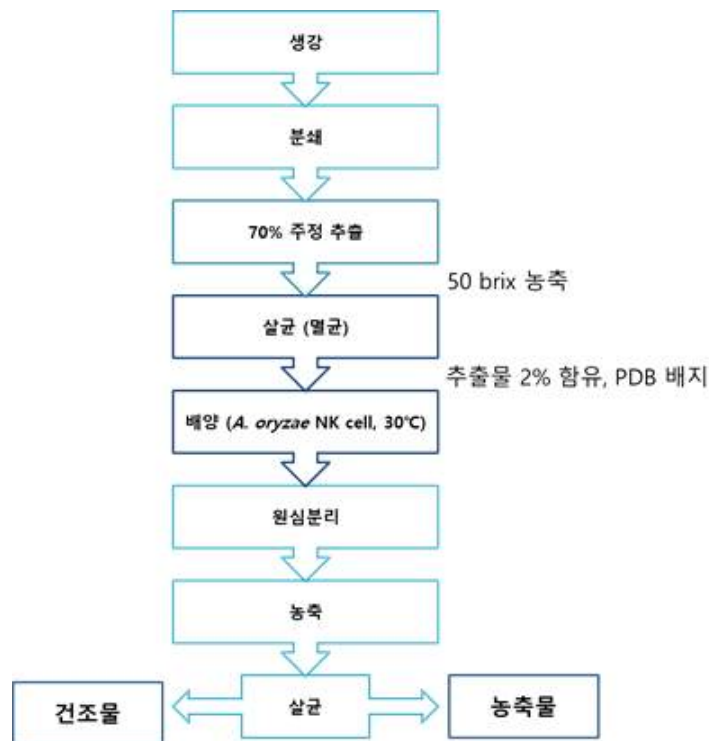 생강
분쇄
70% 주정 추출
50 brix 농축
살균 (멸균)
추출물 2% 함유, PDB 배지
배양 (A. oryzae NK cell, 30℃)
원심분리
농축
건조물
살균
농축물